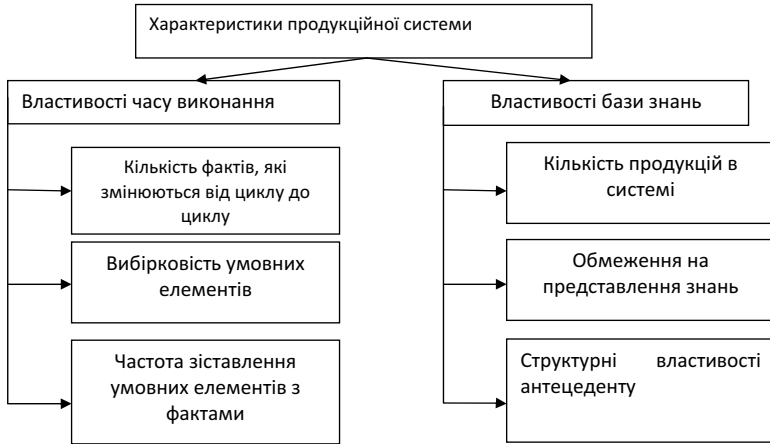 Характеристики продукційної системи
Властивості часу виконання
Кількість фактів, які
змінюються від циклу до
циклу
Вибірковість умовних
елементів
Частота зіставлення
умовних елементів з
фактами
Властивості бази знань
Кількість продукцій в
системі
Обмеження на
представлення знань
Структурні властивості
антецеденту